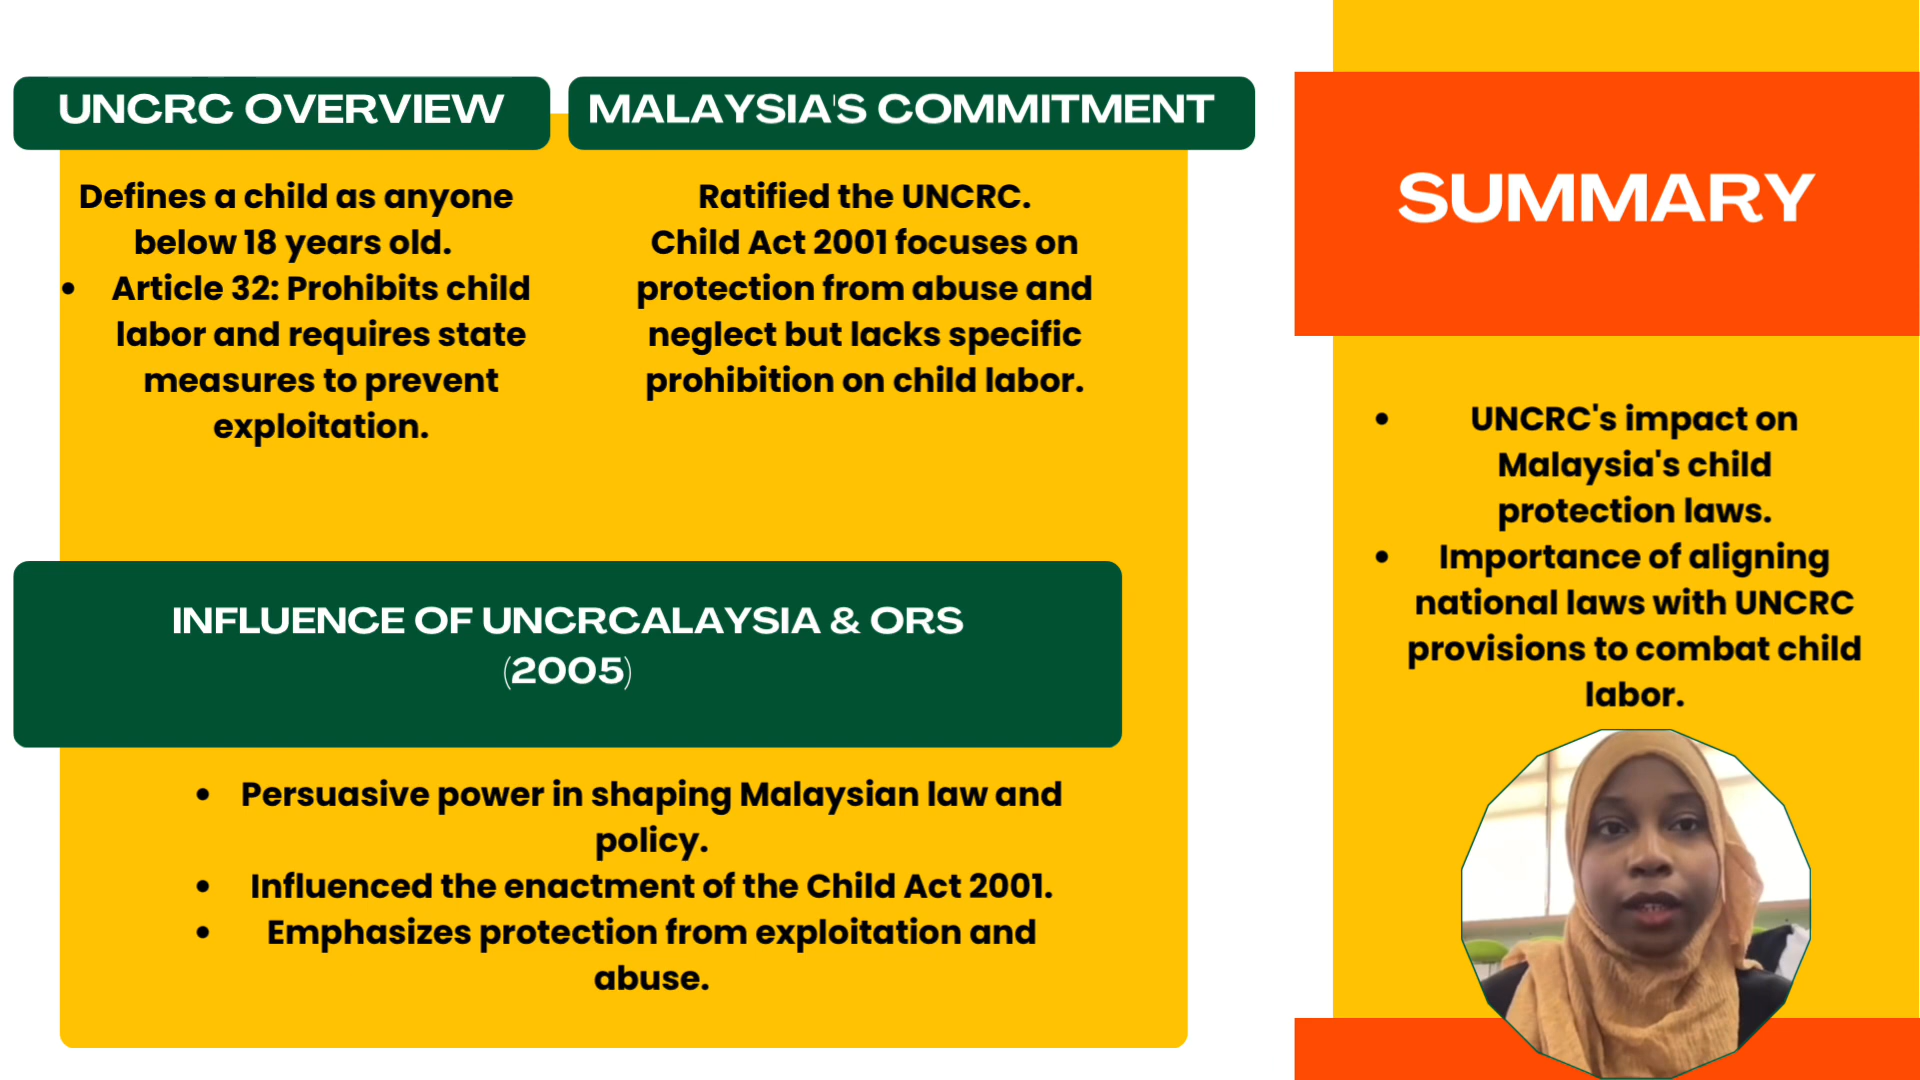 UNCRC OVERVIEW
Defines a child as anyone
below 18 years old.
• Article 32: Prohibits child
labor and requires state
measures to prevent
exploitation.
MALAYSIA'S COMMITMENT
Ratified the UNCRC.
Child Act 2001 focuses on
protection from abuse and
neglect but lacks specific
prohibition on child labor.
INFLUENCE OF UNCRCALAYSIA & ORS
(2005)
• Persuasive power in shaping Malaysian law and
policy.
• Influenced the enactment of the Child Act 2001.
• Emphasizes protection from exploitation and
abuse.
SUMMARY
• UNCRC's impact on
Malaysia's child
protection laws.
• Importance of aligning
national laws with UNCRC
provisions to combat child
labor.